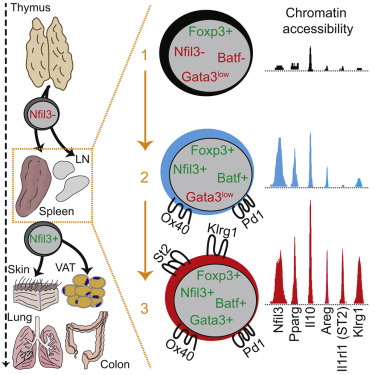 Thymus
Nfil3-
LN
Spleen
Nfil3+
Skin
VAT
Lung
Colon
1
Foxp3+
Nfil3-
Batf-
Gata3low
2
Foxp3+
Nfil3+
Batf+
Gata3low
Ox40
Pd1
Klrg1
St2
3
Foxp3+
Nfil3+
Batf+
Gata3+
Ox40
Pd1
Chromatin
accessibility
Nfil3
Pparg
Il10
Areg
Il1rl1 (ST2)
Klrg1